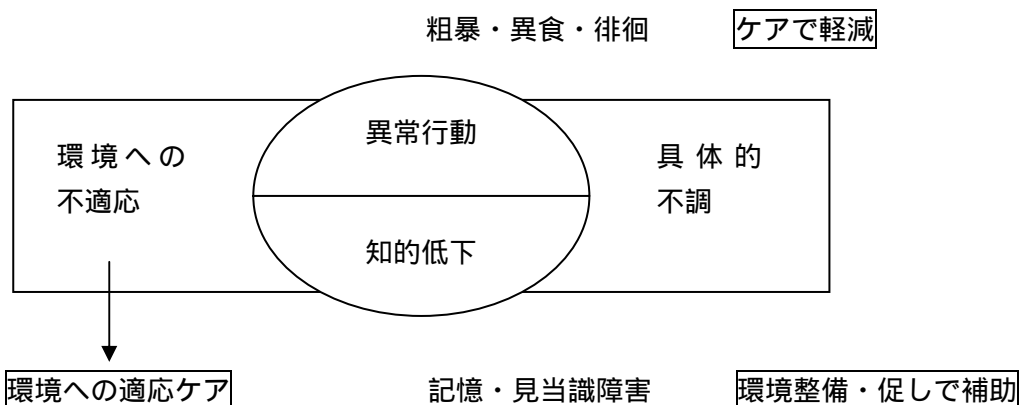 粗暴・異食・徘徊 ケアで軽減
異常行動
環境への
不適応
具体的
不調
知的低下
環境への適応ケア 記憶・見当識障害 環境整備・促しで補助